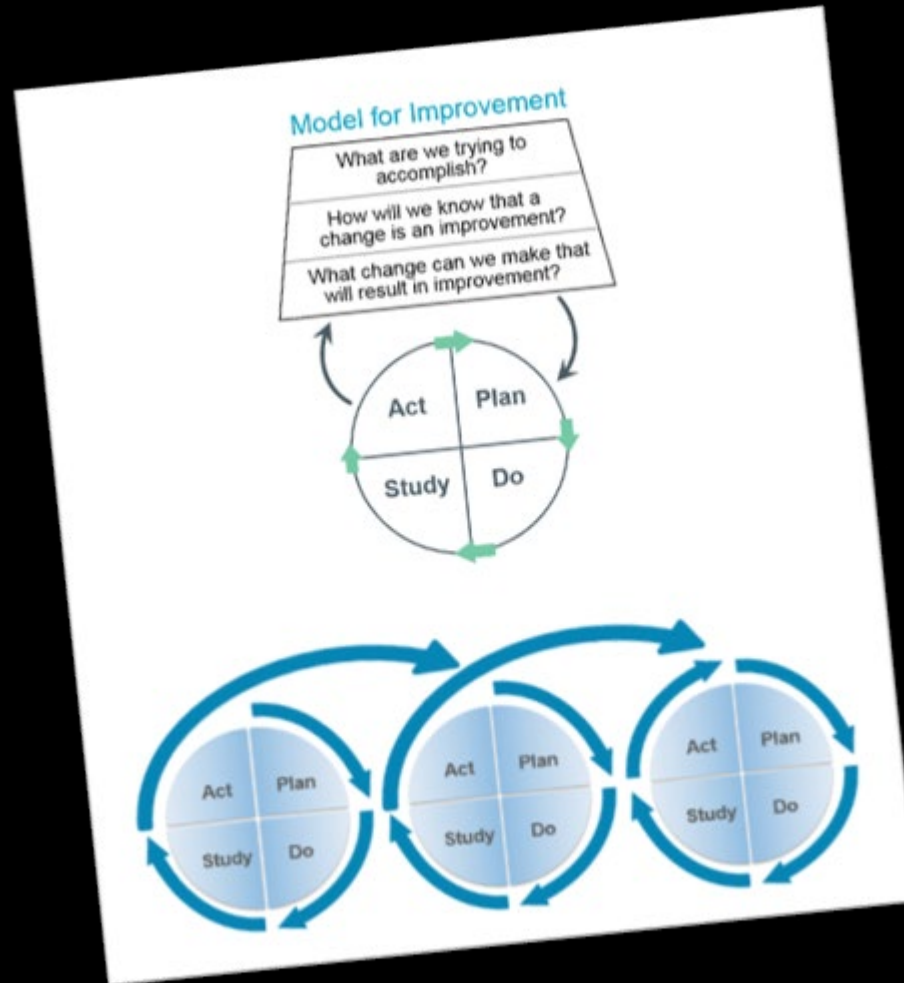 Model for Improvement
What are we trying to
accomplish?
How will we know that a
change is an improvement?
What change can we make that
will result in improvement?
Act
Plan
Study
Do
Act
Plan
Study
Do
Act
Plan
Study
Do
Act
Plan
Study
Do